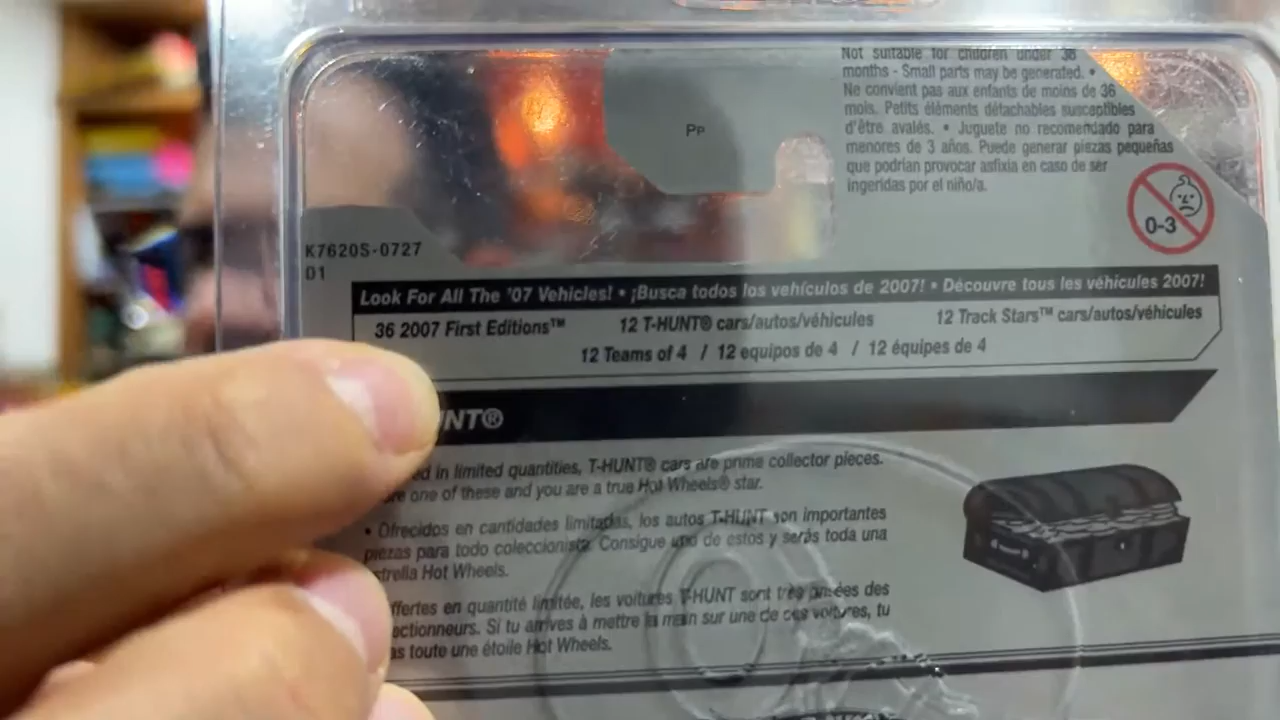 Not suitable for children under 36
months - Small parts may be generated. •
Ne convient pas aux enfants de moins de 36
mois. Petits éléments détachables susceptibles
d'être avalés. • Juguete no recomendado para
menores de 3 años. Puede generar piezas pequeñas
que podrían provocar asfixia en caso de ser
ingeridas por el niño/a.
PP
0-3
K7620S-0727
01
Look For All The '07 Vehicles! • ¡Busca todos los vehículos de 2007! • Découvre tous les véhicules 2007!
36 2007 First Editions™ 12 T-HUNT® cars/autos/véhicules 12 Track Stars™ cars/autos/véhicules
12 Teams of 4 / 12 equipos de 4 / 12 équipes de 4
UNT®
ed in limited quantities, T-HUNT® cars are prime collector pieces.
one of these and you are a true Hot Wheels® star.
• Ofrecidos en cantidades limitadas, los autos T-HUNT son importantes
piezas para todo coleccionista. Consigue uno de estos y serás toda una
strella Hot Wheels.
ffertes en quantité limitée, les voitures T-HUNT sont très prisées des
ectionneurs. Si tu arrives à mettre la main sur une de ces voitures, tu
as toute une étoile Hot Wheels.